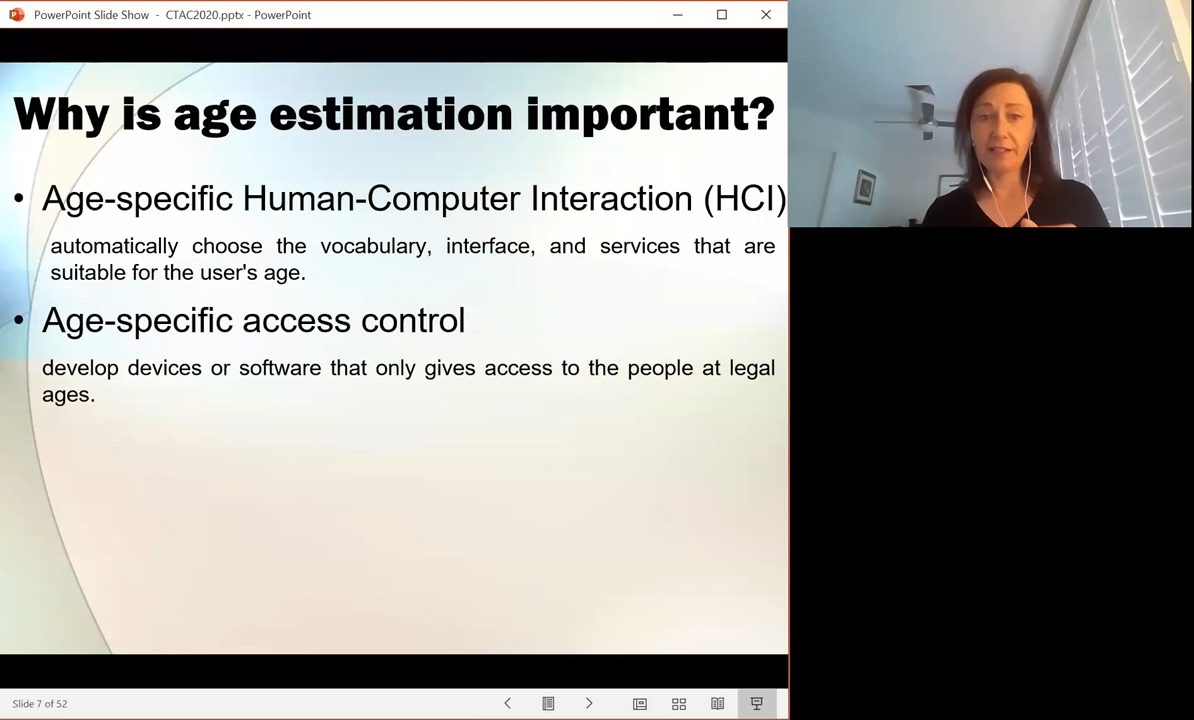 PowerPoint Slide Show - CTAC2020.pptx - PowerPoint
Why is age estimation important?
• Age-specific Human-Computer Interaction (HCI)
automatically choose the vocabulary, interface, and services that are
suitable for the user's age.
• Age-specific access control
develop devices or software that only gives access to the people at legal
ages.
Slide 7 of 52